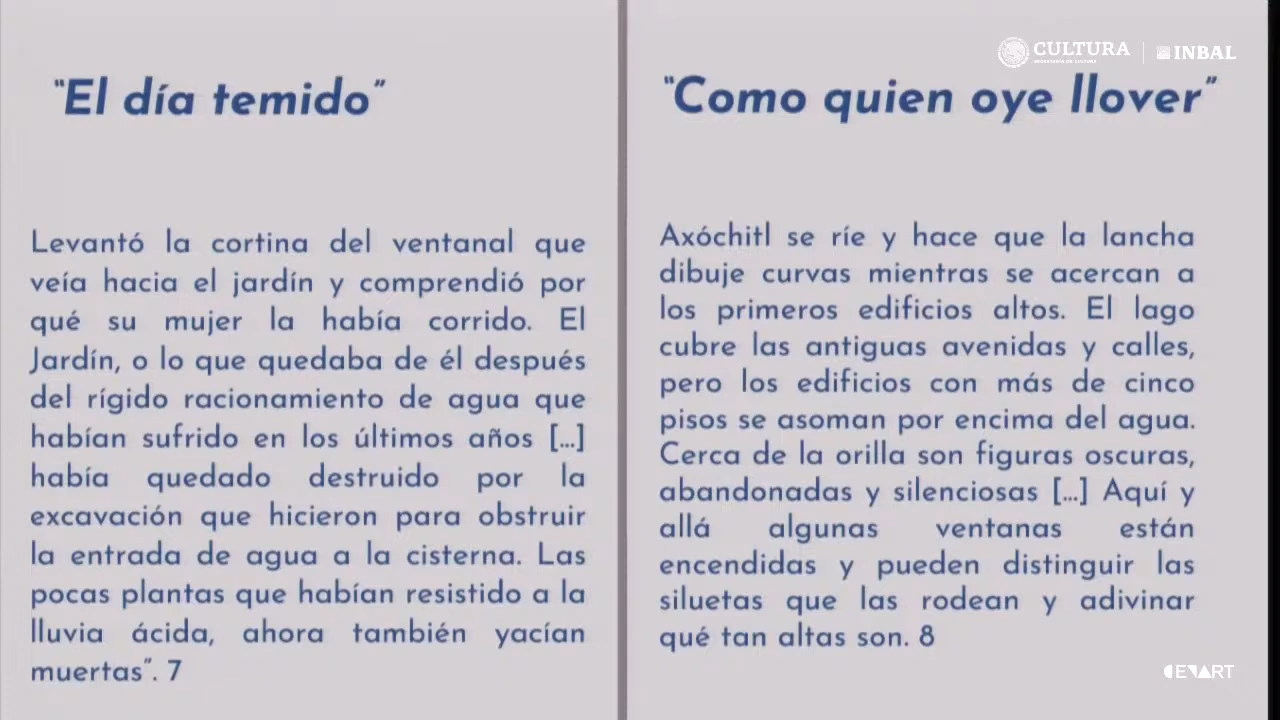 CULTURA
SECRETARÍA DE CULTURA
INBAL
"El día temido"
Levantó la cortina del ventanal que
veía hacia el jardín y comprendió por
qué su mujer la había corrido. El
Jardín, o lo que quedaba de él después
del rígido racionamiento de agua que
habían sufrido en los últimos años [...]
había quedado destruido por la
excavación que hicieron para obstruir
la entrada de agua a la cisterna. Las
pocas plantas que habían resistido a la
lluvia ácida, ahora también yacían
muertas". 7
"Como quien oye llover"
Axóchitl se ríe y hace que la lancha
dibuje curvas mientras se acercan a
los primeros edificios altos. El lago
cubre las antiguas avenidas y calles,
pero los edificios con más de cinco
pisos se asoman por encima del agua.
Cerca de la orilla son figuras oscuras,
abandonadas y silenciosas [...] Aquí y
allá algunas ventanas están
encendidas y pueden distinguir las
siluetas que las rodean y adivinar
qué tan altas son. 8
CENART